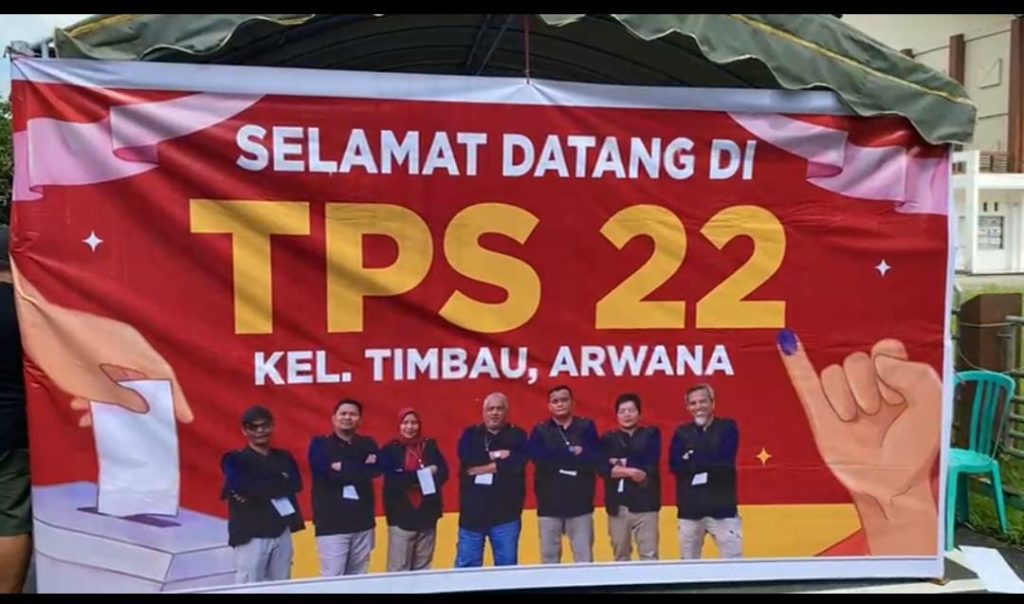 SELAMAT DATANG DI
TPS 22
KEL. TIMBAU, ARWANA